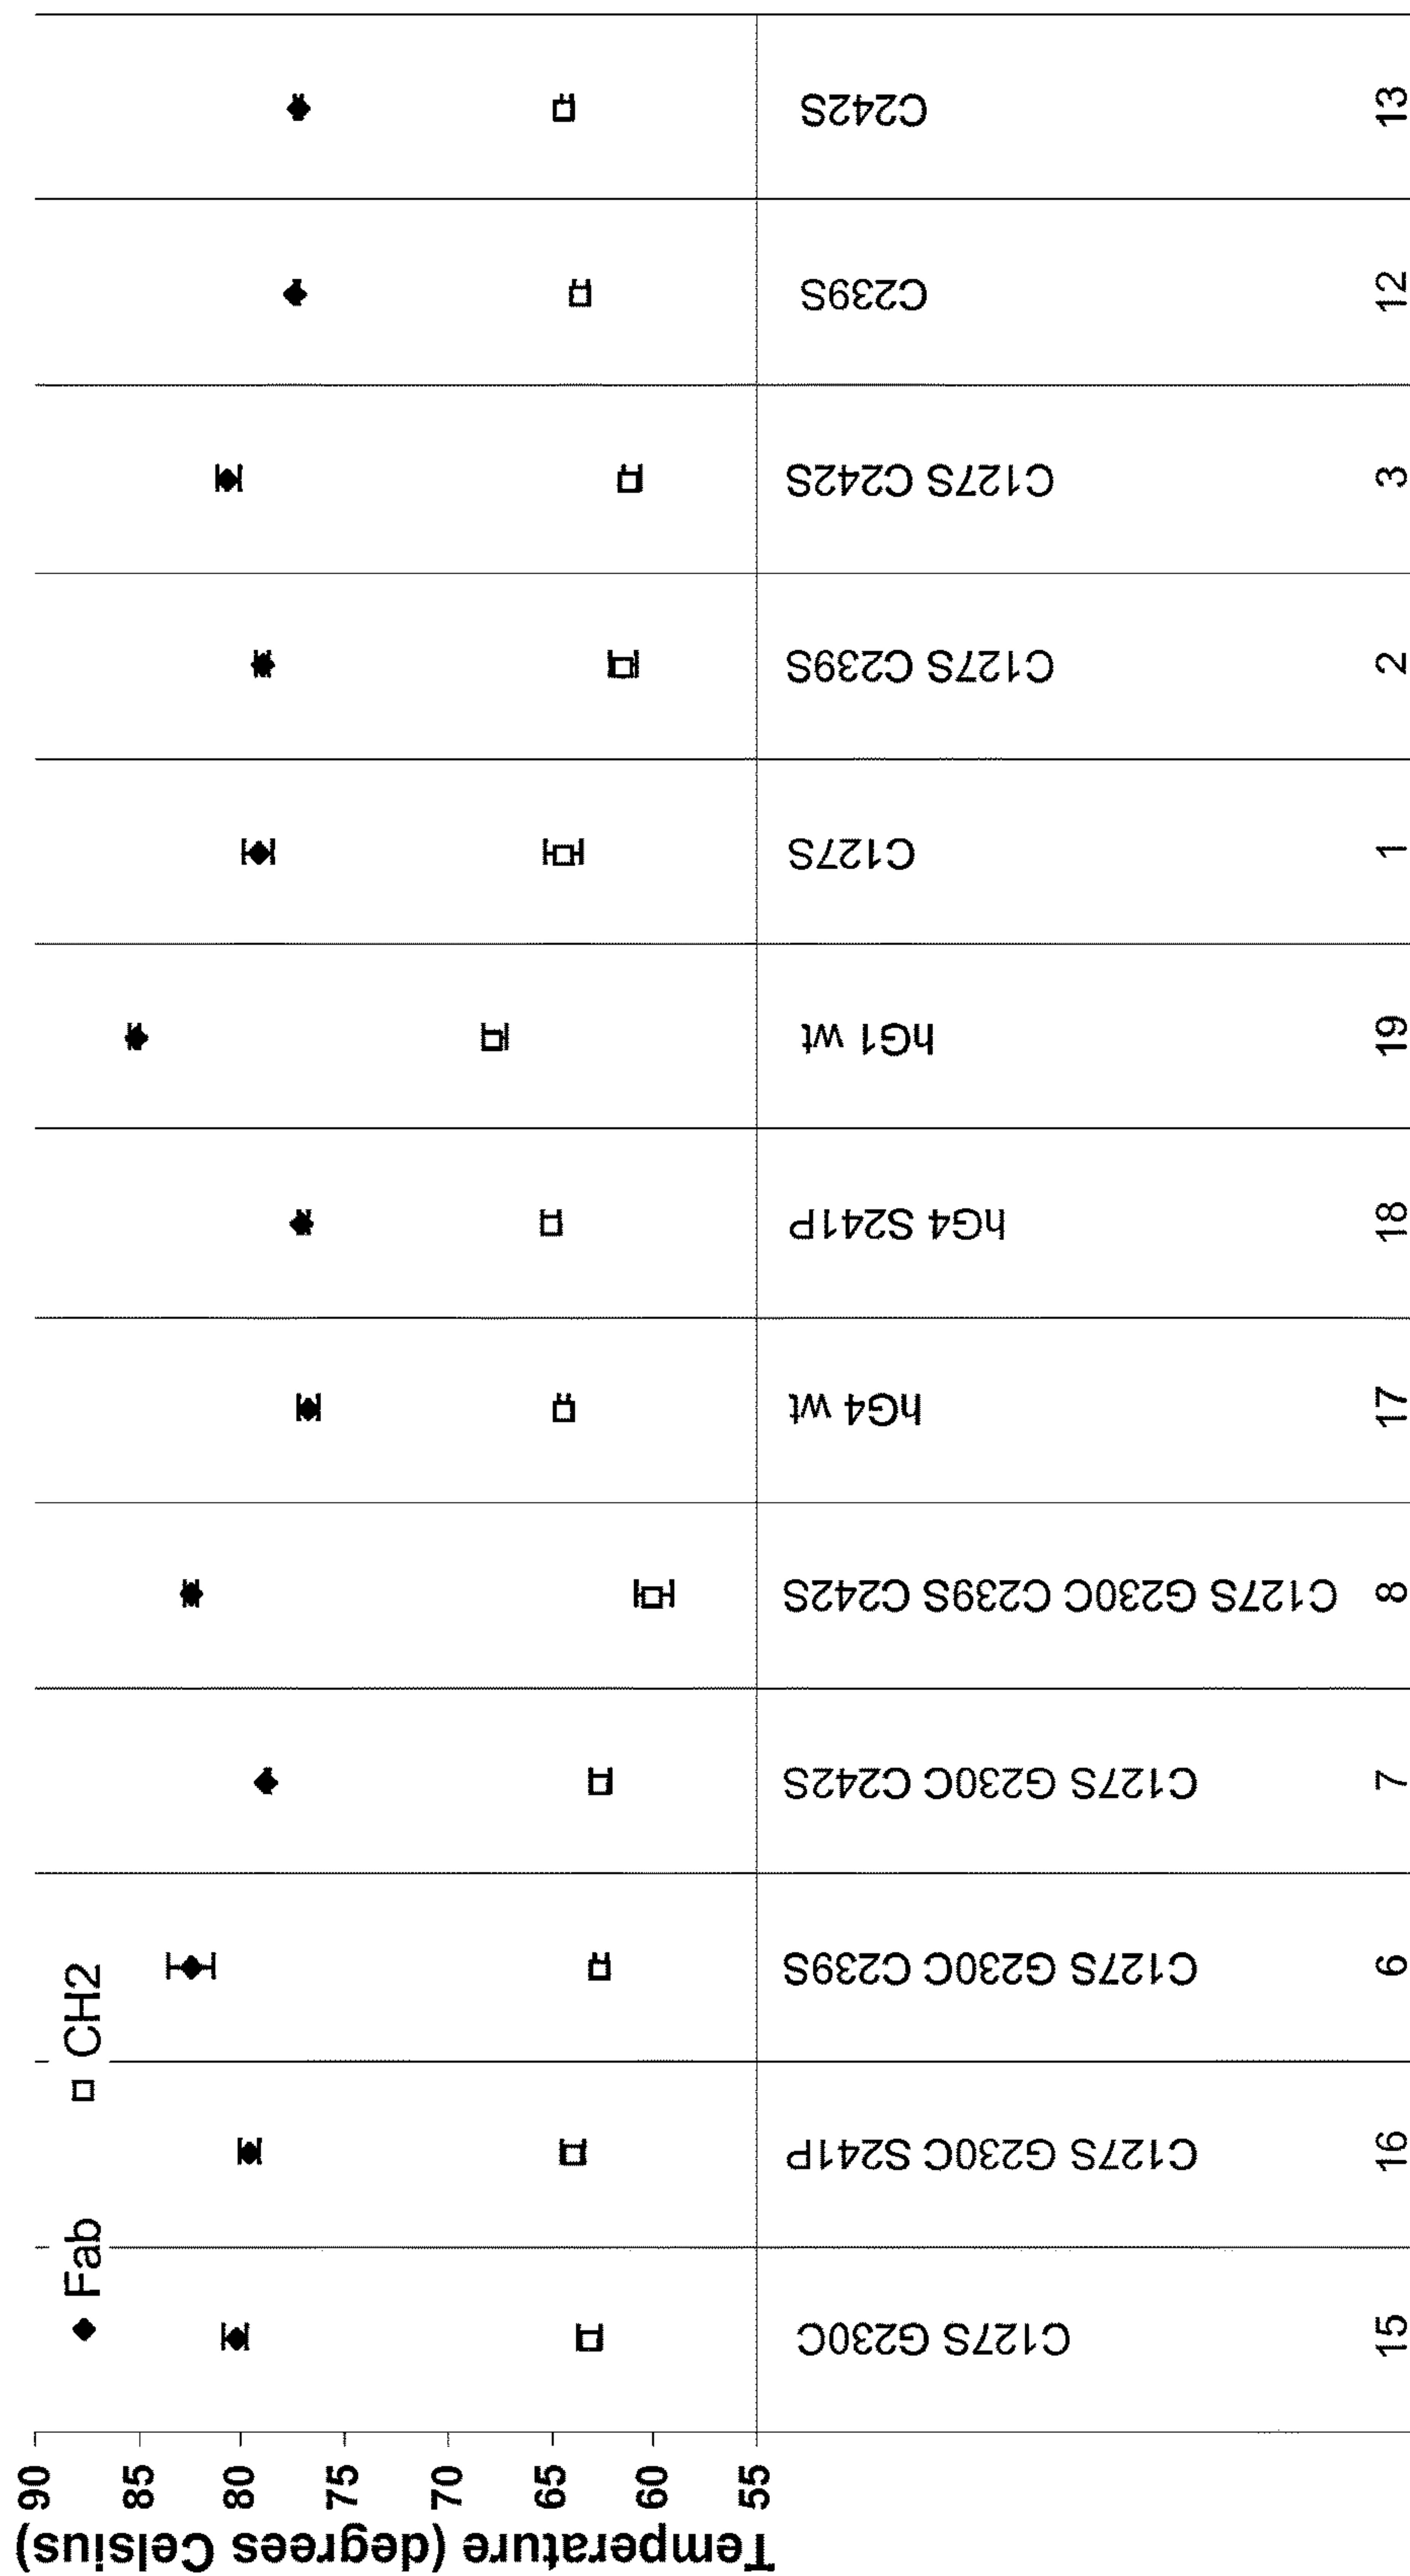 Temperature (degrees Celsius)
90
85
80
75
70
65
60
55
Fab
CH2
C127S G230C
C127S G230C S241P
C127S G230C C239S
C127S G230C C242S
C127S G230C C239S C242S
hG4 wt
hG4 S241P
hG1 wt
C127S
C127S C239S
C127S C242S
C239S
C242S
15
16
6
7
8
17
18
19
1
2
3
12
13